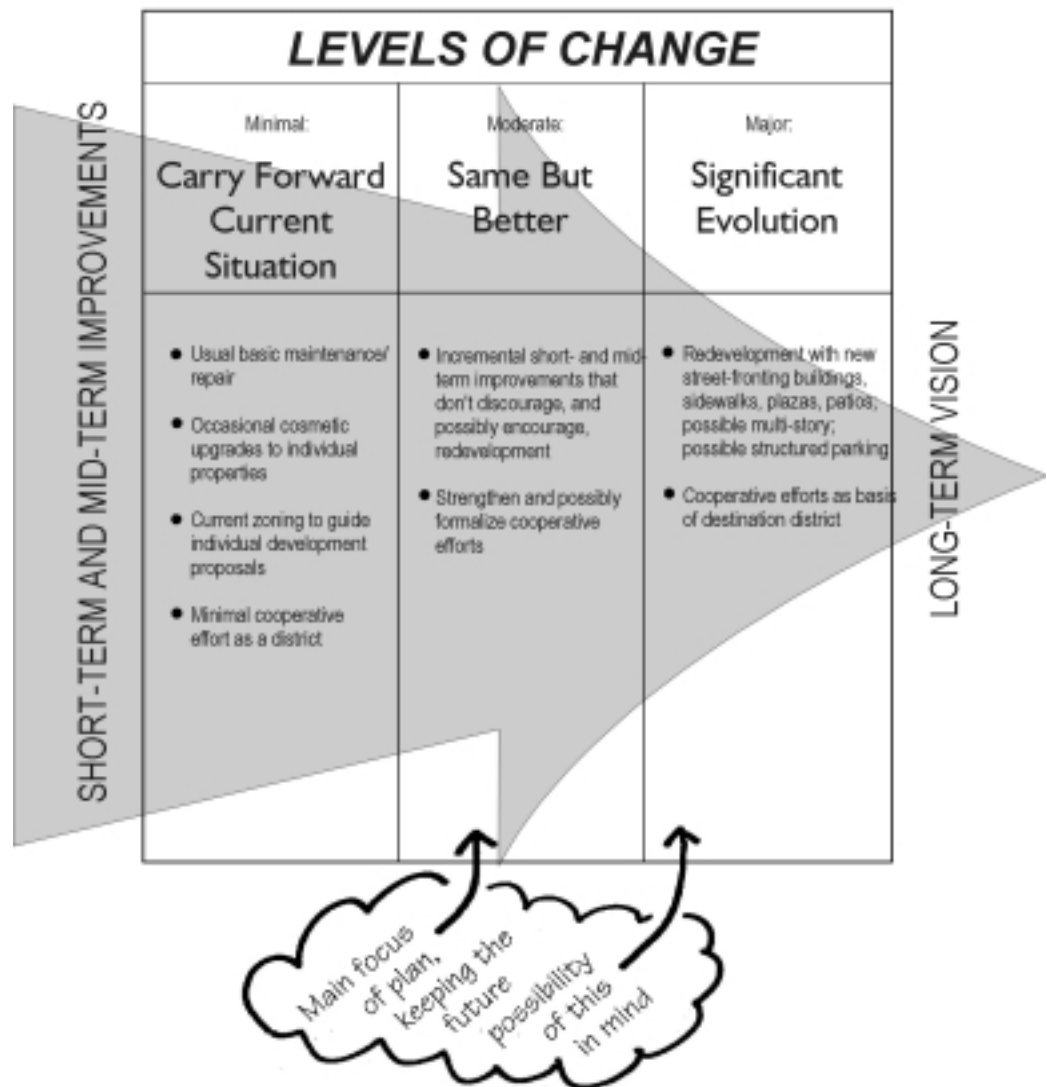 LEVELS OF CHANGE
SHORT-TERM AND MID-TERM IMPROVEMENTS
Minimal:
Carry Forward
Current
Situation
• Usual basic maintenance/
repair
• Occasional cosmetic
upgrades to individual
properties
• Current zoning to guide
individual development
proposals
• Minimal cooperative
effort as a district
Moderate:
Same But
Better
• Incremental short- and mid-
term improvements that
don't discourage, and
possibly encourage,
redevelopment
• Strengthen and possibly
formalize cooperative
efforts
Major:
Significant
Evolution
• Redevelopment with new
street-fronting buildings,
sidewalks, plazas, patios;
possible multi-story;
possible structured parking
• Cooperative efforts as basis
of destination district
LONG-TERM VISION
Main focus
of plan,
keeping the
future
possibility
of this
in mind